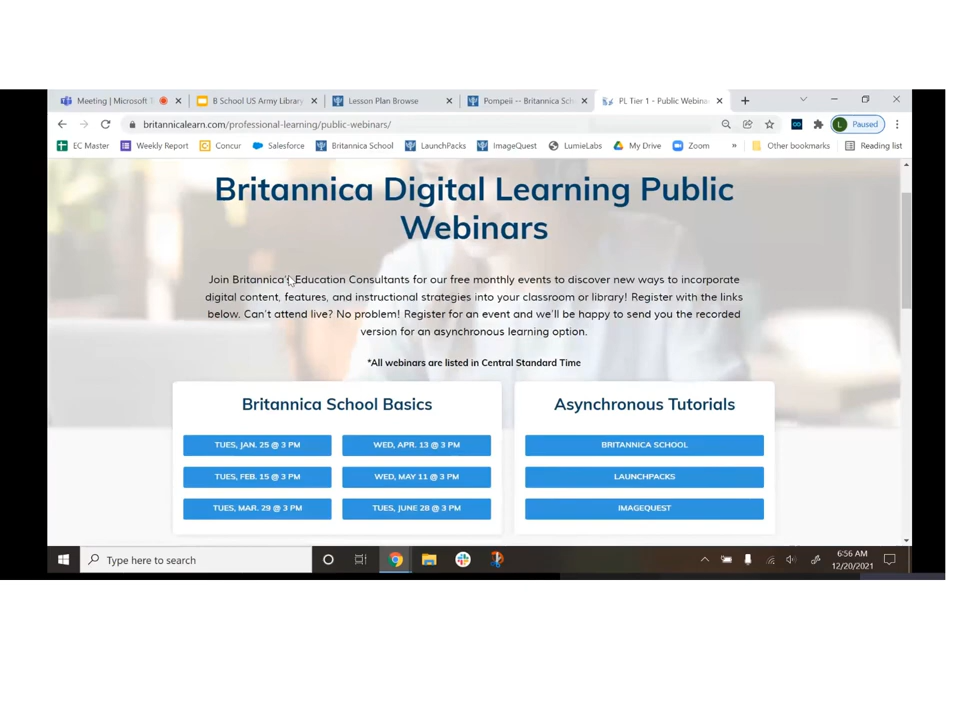 Meeting | Microsoft
B School US Army Library
Lesson Plan Browse
Pompeii -- Britannica Sch
PL Tier 1 - Public Webina
britannicalearn.com/professional-learning/public-webinars/
L Paused
EC Master Weekly Report Concur Salesforce Britannica School LaunchPacks ImageQuest LumieLabs My Drive Zoom » Other bookmarks Reading list
Britannica Digital Learning Public
Webinars
Join Britannica's Education Consultants for our free monthly events to discover new ways to incorporate
digital content, features, and instructional strategies into your classroom or library! Register with the links
below. Can't attend live? No problem! Register for an event and we'll be happy to send you the recorded
version for an asynchronous learning option.
*All webinars are listed in Central Standard Time
Britannica School Basics
TUES, JAN. 25 @ 3 PM WED, APR. 13 @ 3 PM
TUES, FEB. 15 @ 3 PM WED, MAY 11 @ 3 PM
TUES, MAR. 29 @ 3 PM TUES, JUNE 28 @ 3 PM
Asynchronous Tutorials
BRITANNICA SCHOOL
LAUNCHPACKS
IMAGEQUEST
Type here to search
6:56 AM
12/20/2021